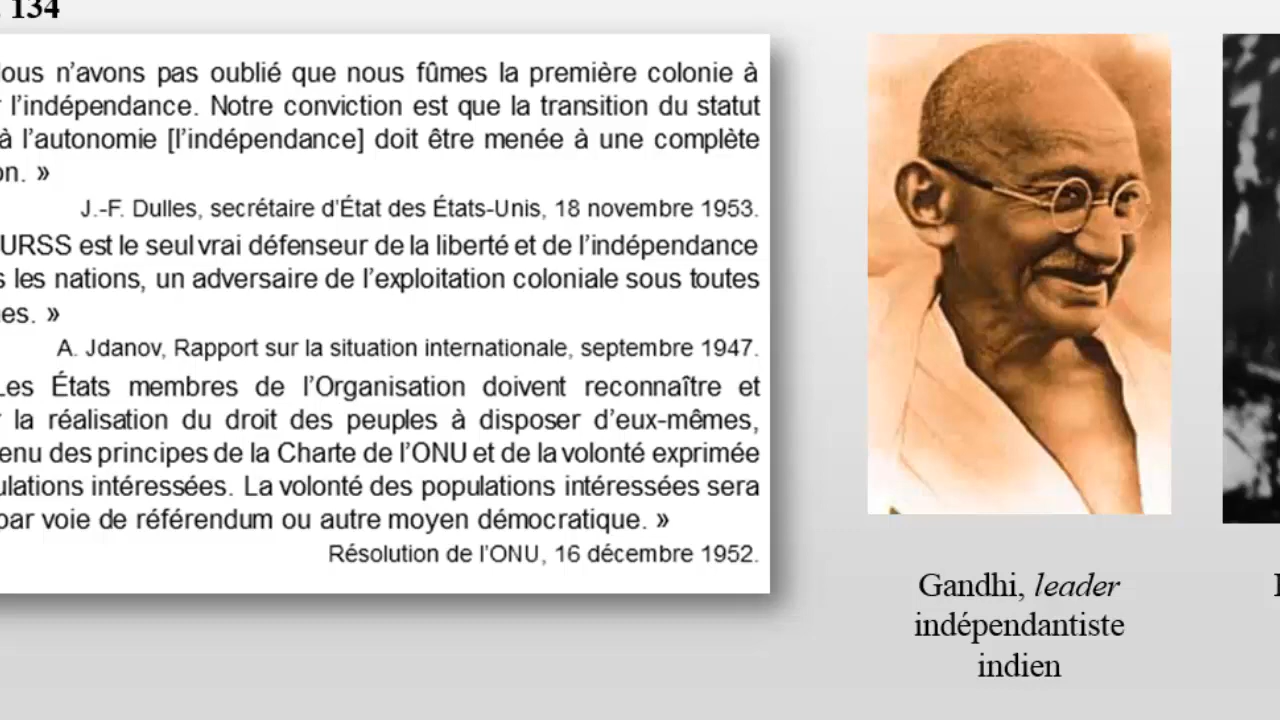 134
ous n’avons pas oublié que nous fûmes la première colonie à
l’indépendance. Notre conviction est que la transition du statut
à l’autonomie [l’indépendance] doit être menée à une complète
on. »
J.-F. Dulles, secrétaire d’État des États-Unis, 18 novembre 1953.
URSS est le seul vrai défenseur de la liberté et de l’indépendance
s les nations, un adversaire de l’exploitation coloniale sous toutes
es. »
A. Jdanov, Rapport sur la situation internationale, septembre 1947.
Les États membres de l’Organisation doivent reconnaître et
la réalisation du droit des peuples à disposer d’eux-mêmes,
enu des principes de la Charte de l’ONU et de la volonté exprimée
ulations intéressées. La volonté des populations intéressées sera
par voie de référendum ou autre moyen démocratique. »
Résolution de l’ONU, 16 décembre 1952.
Gandhi, leader
indépendantiste
indien